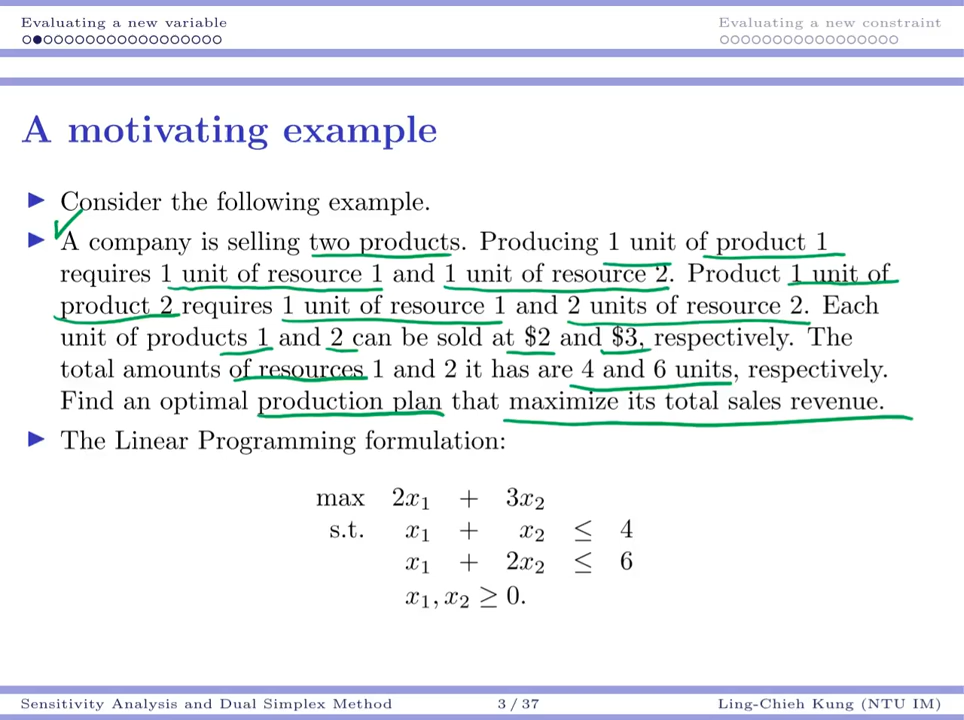 Evaluating a new variable
Evaluating a new constraint
A motivating example
Consider the following example.
A company is selling two products. Producing 1 unit of product 1
requires 1 unit of resource 1 and 1 unit of resource 2. Product 1 unit of
product 2 requires 1 unit of resource 1 and 2 units of resource 2. Each
unit of products 1 and 2 can be sold at $2 and $3, respectively. The
total amounts of resources 1 and 2 it has are 4 and 6 units, respectively.
Find an optimal production plan that maximize its total sales revenue.
The Linear Programming formulation:
max 2x₁ + 3x₂
s.t. x₁ + x₂ ≤ 4
x₁ + 2x₂ ≤ 6
x₁, x₂ ≥ 0.
Sensitivity Analysis and Dual Simplex Method
3 / 37
Ling-Chieh Kung (NTU IM)